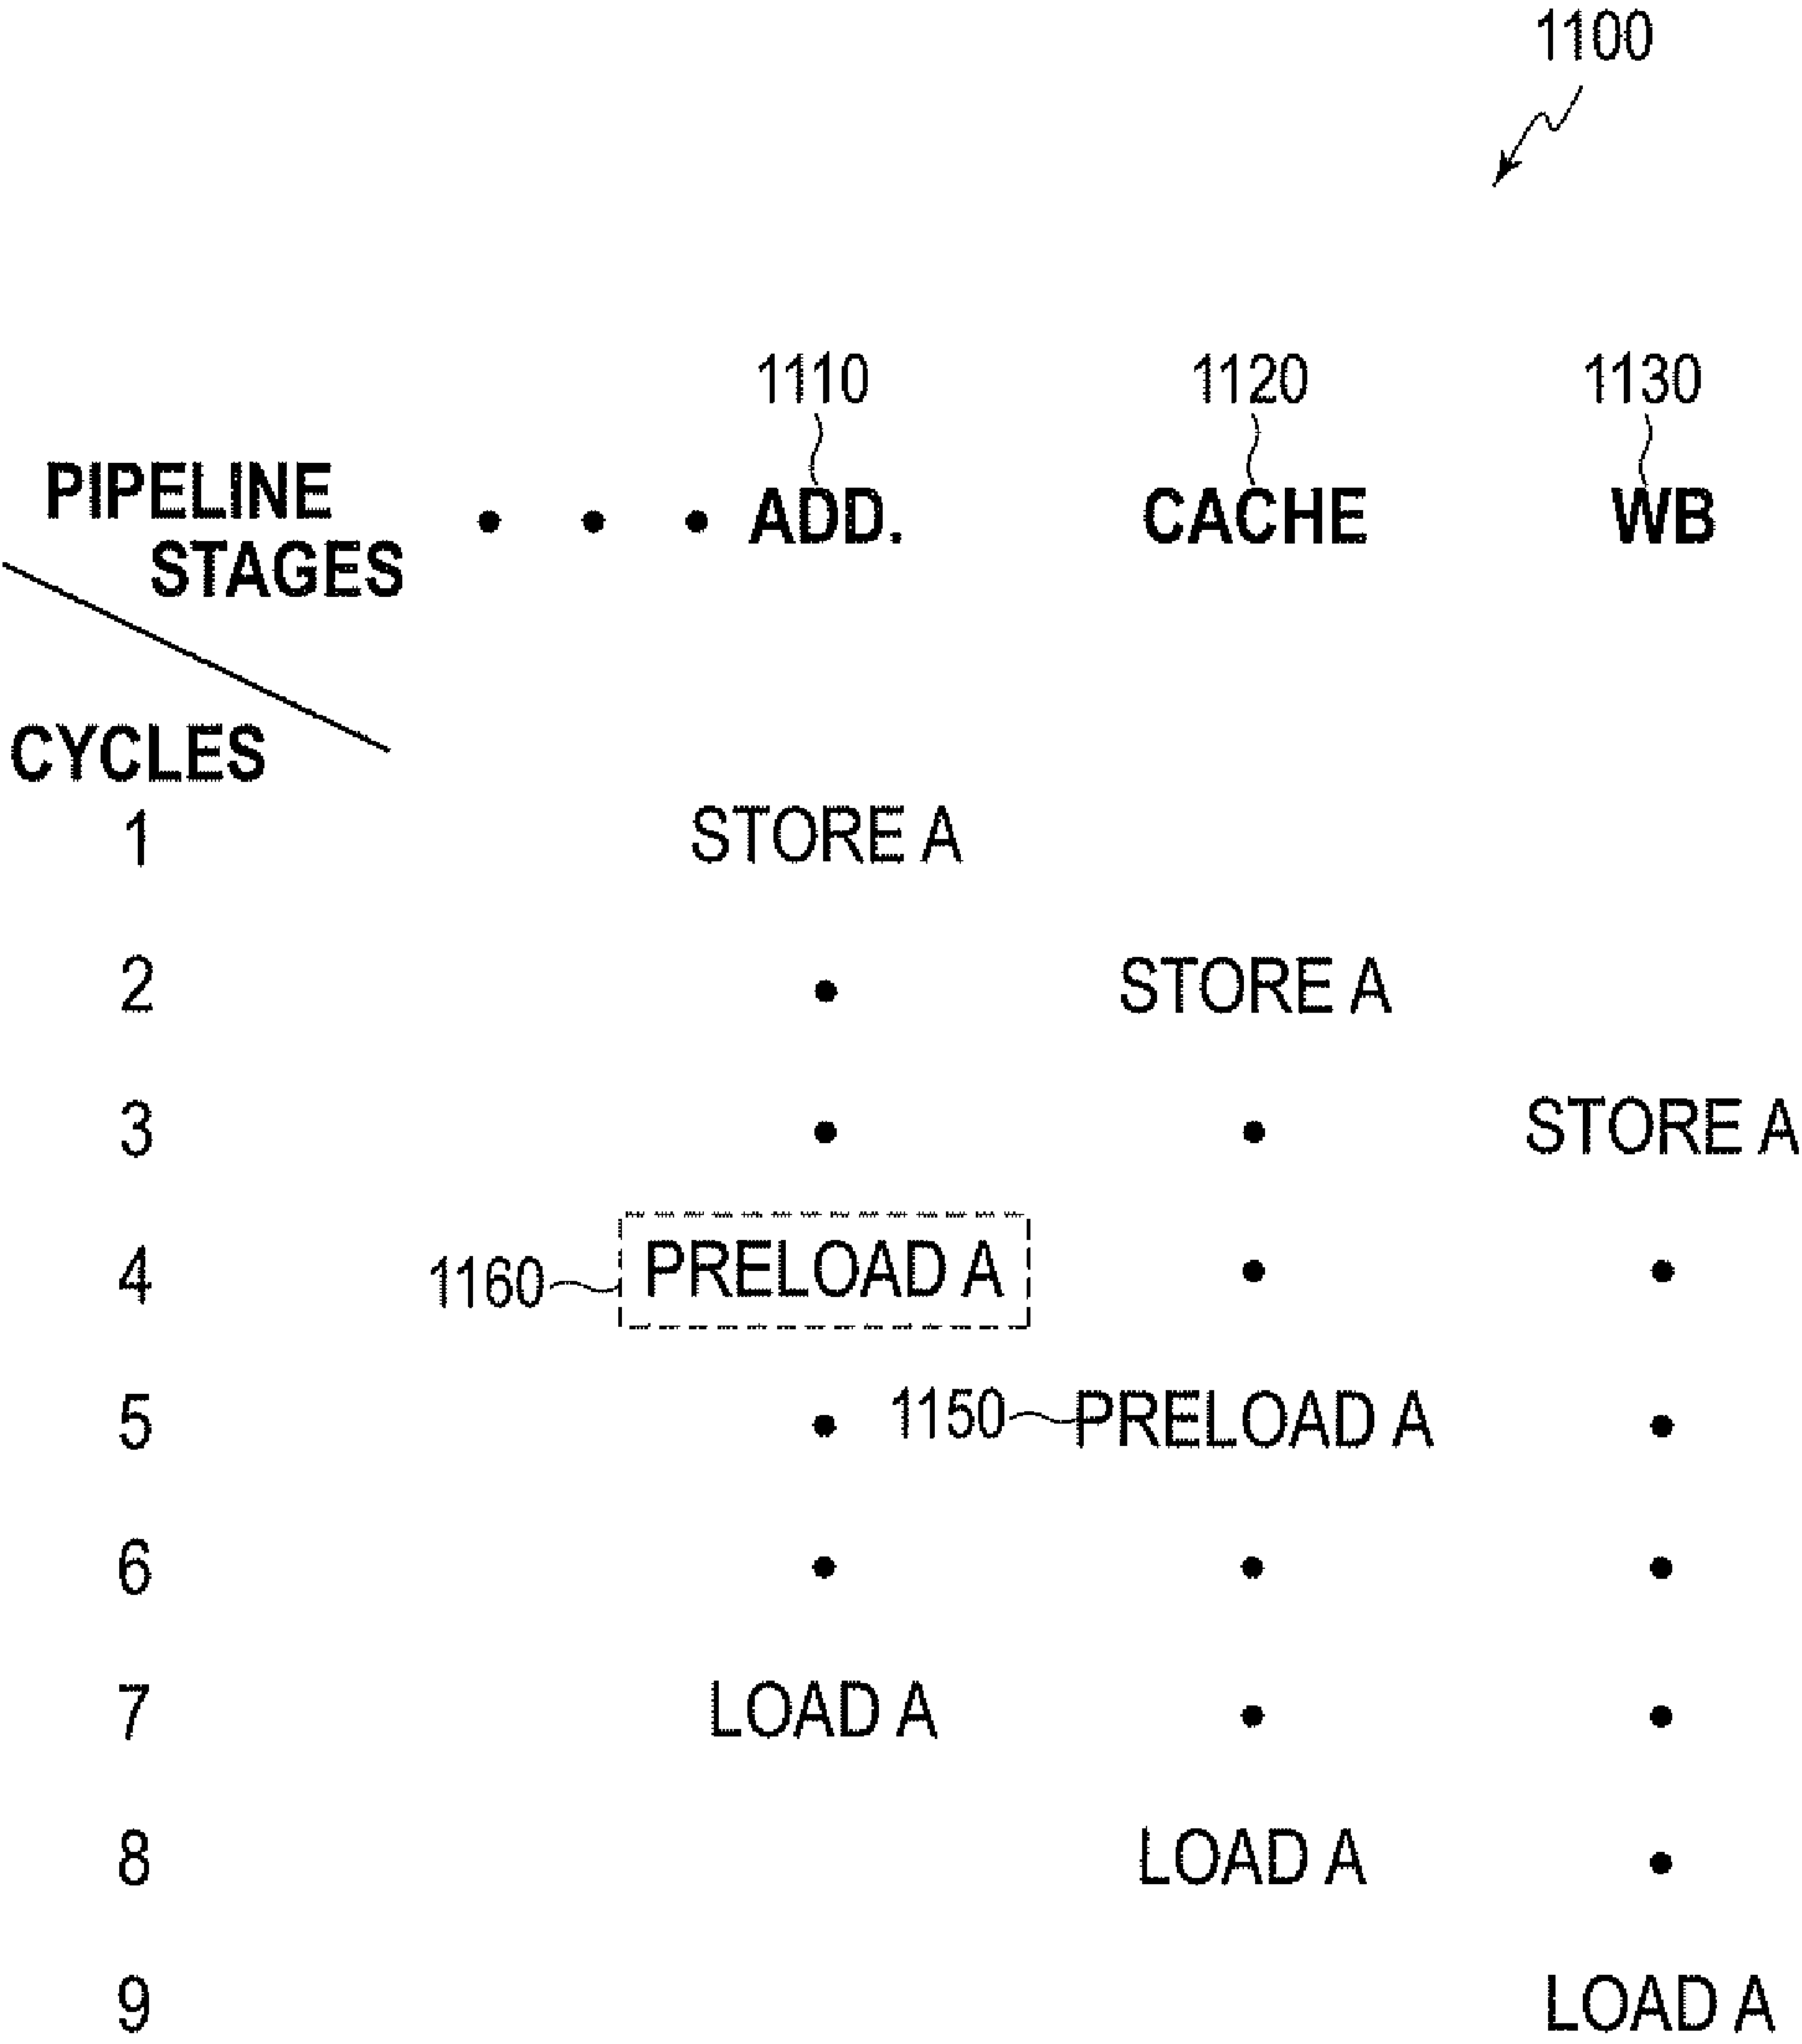 1100
1110 1120 1130
PIPELINE STAGES • • • ADD. CACHE WB
CYCLES
1 STORE A
2 • STORE A
3 • • STORE A
1160 4 PRELOAD A • •
5 • 1150 PRELOAD A •
6 • • •
7 LOAD A • •
8 LOAD A •
9 LOAD A